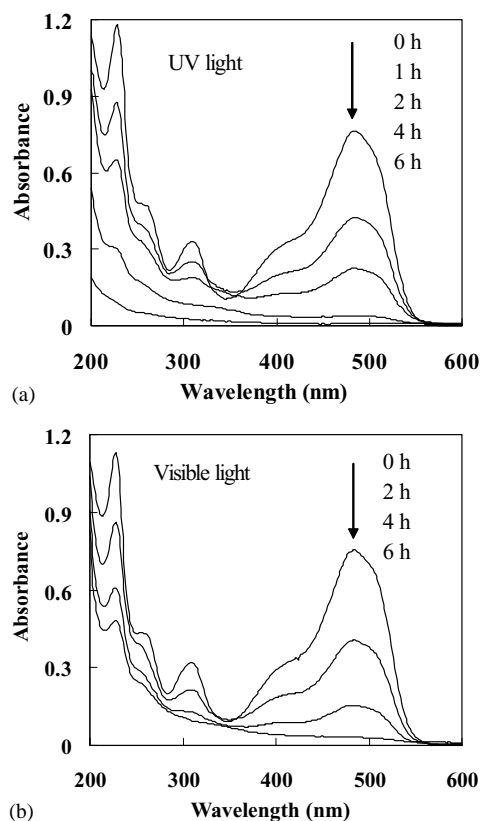 1.2
UV light
0 h
1 h
2 h
4 h
6 h
0.9
0.6
0.3
0
Absorbance
200 300 400 500 600
Wavelength (nm)
(a)
1.2
Visible light
0 h
2 h
4 h
6 h
0.9
0.6
0.3
0
Absorbance
200 300 400 500 600
Wavelength (nm)
(b)